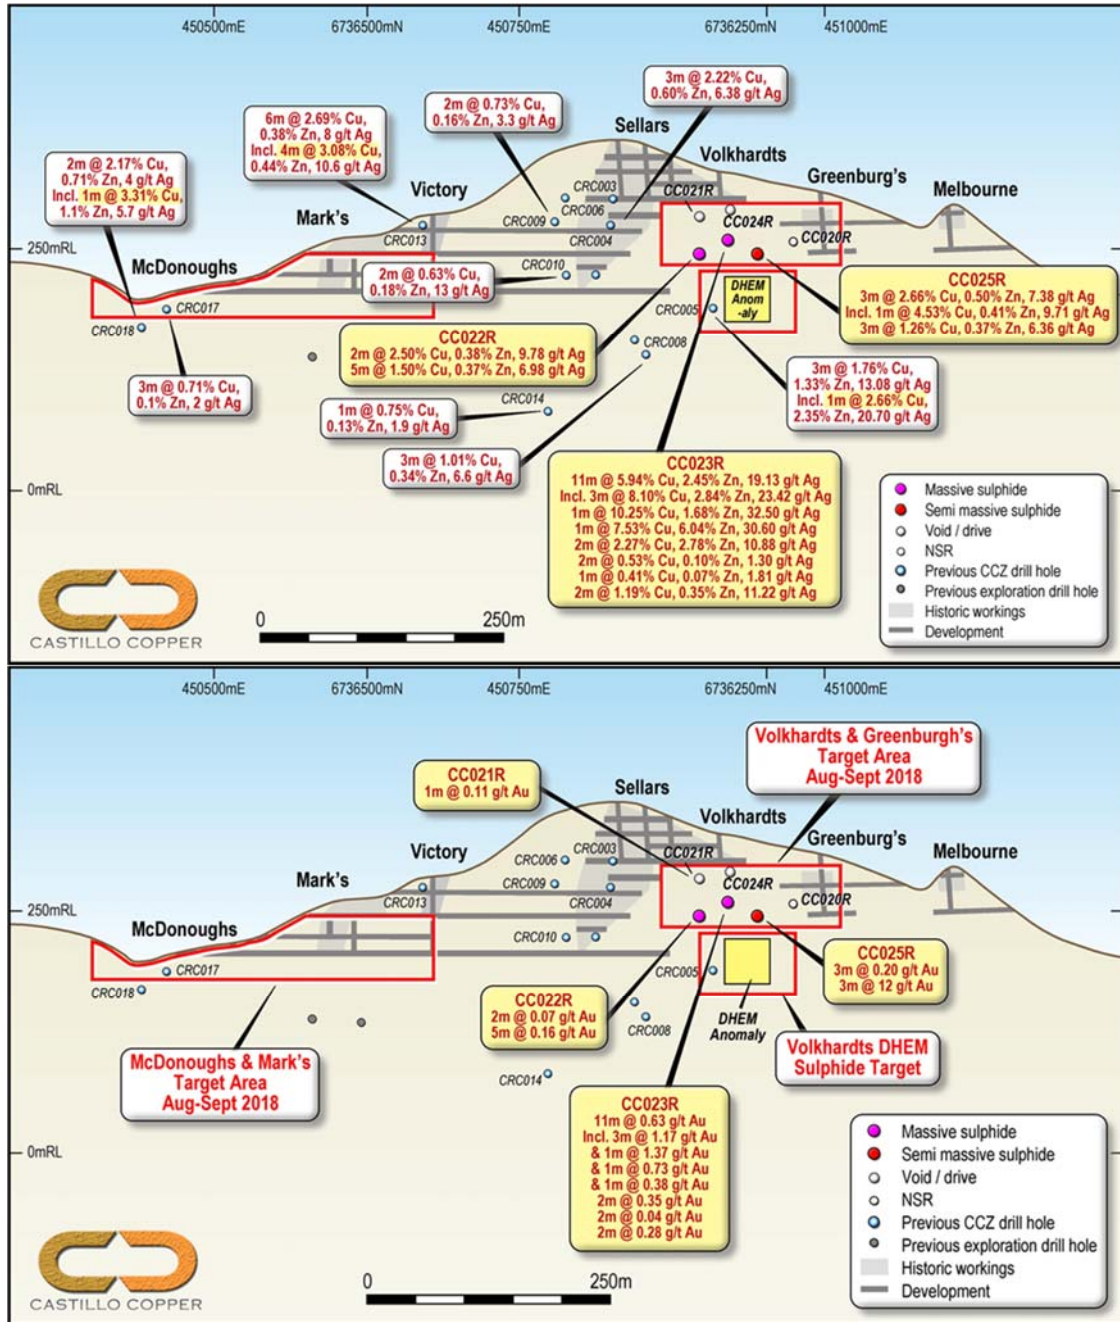 450500mE
6736500mN
450750mE
6736250mN
451000mE
3m @ 2.22% Cu,
0.60% Zn, 6.38 g/t Ag
2m @ 0.73% Cu,
0.16% Zn, 3.3 g/t Ag
6m @ 2.69% Cu,
0.38% Zn, 8 g/t Ag
Incl. 4m @ 3.08% Cu,
0.44% Zn, 10.6 g/t Ag
2m @ 2.17% Cu,
0.71% Zn, 4 g/t Ag
Incl. 1m @ 3.31% Cu,
1.1% Zn, 5.7 g/t Ag
Sellars
Volkhardts
Greenburg's
Melbourne
Victory
Mark's
McDonoughs
CRC003
CC021R
CRC006
CRC009
CC024R
CRC013
CRC004
CC020R
250mRL
CRC010
2m @ 0.63% Cu,
0.18% Zn, 13 g/t Ag
DHEM
Anom
-aly
CC025R
3m @ 2.66% Cu, 0.50% Zn, 7.38 g/t Ag
Incl. 1m @ 4.53% Cu, 0.41% Zn, 9.71 g/t Ag
3m @ 1.26% Cu, 0.37% Zn, 6.36 g/t Ag
CRC017
CRC018
CRC005
CC022R
2m @ 2.50% Cu, 0.38% Zn, 9.78 g/t Ag
5m @ 1.50% Cu, 0.37% Zn, 6.98 g/t Ag
CRC008
3m @ 0.71% Cu,
0.1% Zn, 2 g/t Ag
3m @ 1.76% Cu,
1.33% Zn, 13.08 g/t Ag
Incl. 1m @ 2.66% Cu,
2.35% Zn, 20.70 g/t Ag
CRC014
1m @ 0.75% Cu,
0.13% Zn, 1.9 g/t Ag
3m @ 1.01% Cu,
0.34% Zn, 6.6 g/t Ag
CC023R
11m @ 5.94% Cu, 2.45% Zn, 19.13 g/t Ag
Incl. 3m @ 8.10% Cu, 2.84% Zn, 23.42 g/t Ag
1m @ 10.25% Cu, 1.68% Zn, 32.50 g/t Ag
1m @ 7.53% Cu, 6.04% Zn, 30.60 g/t Ag
2m @ 2.27% Cu, 2.78% Zn, 10.88 g/t Ag
2m @ 0.53% Cu, 0.10% Zn, 1.30 g/t Ag
1m @ 0.41% Cu, 0.07% Zn, 1.81 g/t Ag
2m @ 1.19% Cu, 0.35% Zn, 11.22 g/t Ag
0mRL
Massive sulphide
Semi massive sulphide
Void / drive
NSR
Previous CCZ drill hole
Previous exploration drill hole
Historic workings
Development
CASTILLO COPPER
0
250m
450500mE
6736500mN
450750mE
6736250mN
451000mE
Volkhardts & Greenburgh's
Target Area
Aug-Sept 2018
CC021R
1m @ 0.11 g/t Au
Sellars
Volkhardts
Greenburg's
Melbourne
Victory
Mark's
McDonoughs
CRC003
CC021R
CRC006
CRC009
CC024R
CRC013
CRC004
CC020R
250mRL
CRC010
CRC017
CRC018
CRC005
CC025R
3m @ 0.20 g/t Au
3m @ 12 g/t Au
CC022R
2m @ 0.07 g/t Au
5m @ 0.16 g/t Au
CRC008
DHEM
Anomaly
McDonoughs & Mark's
Target Area
Aug-Sept 2018
Volkhardts DHEM
Sulphide Target
CRC014
CC023R
11m @ 0.63 g/t Au
Incl. 3m @ 1.17 g/t Au
& 1m @ 1.37 g/t Au
& 1m @ 0.73 g/t Au
& 1m @ 0.38 g/t Au
2m @ 0.35 g/t Au
2m @ 0.04 g/t Au
2m @ 0.28 g/t Au
0mRL
Massive sulphide
Semi massive sulphide
Void / drive
NSR
Previous CCZ drill hole
Previous exploration drill hole
Historic workings
Development
CASTILLO COPPER
0
250m